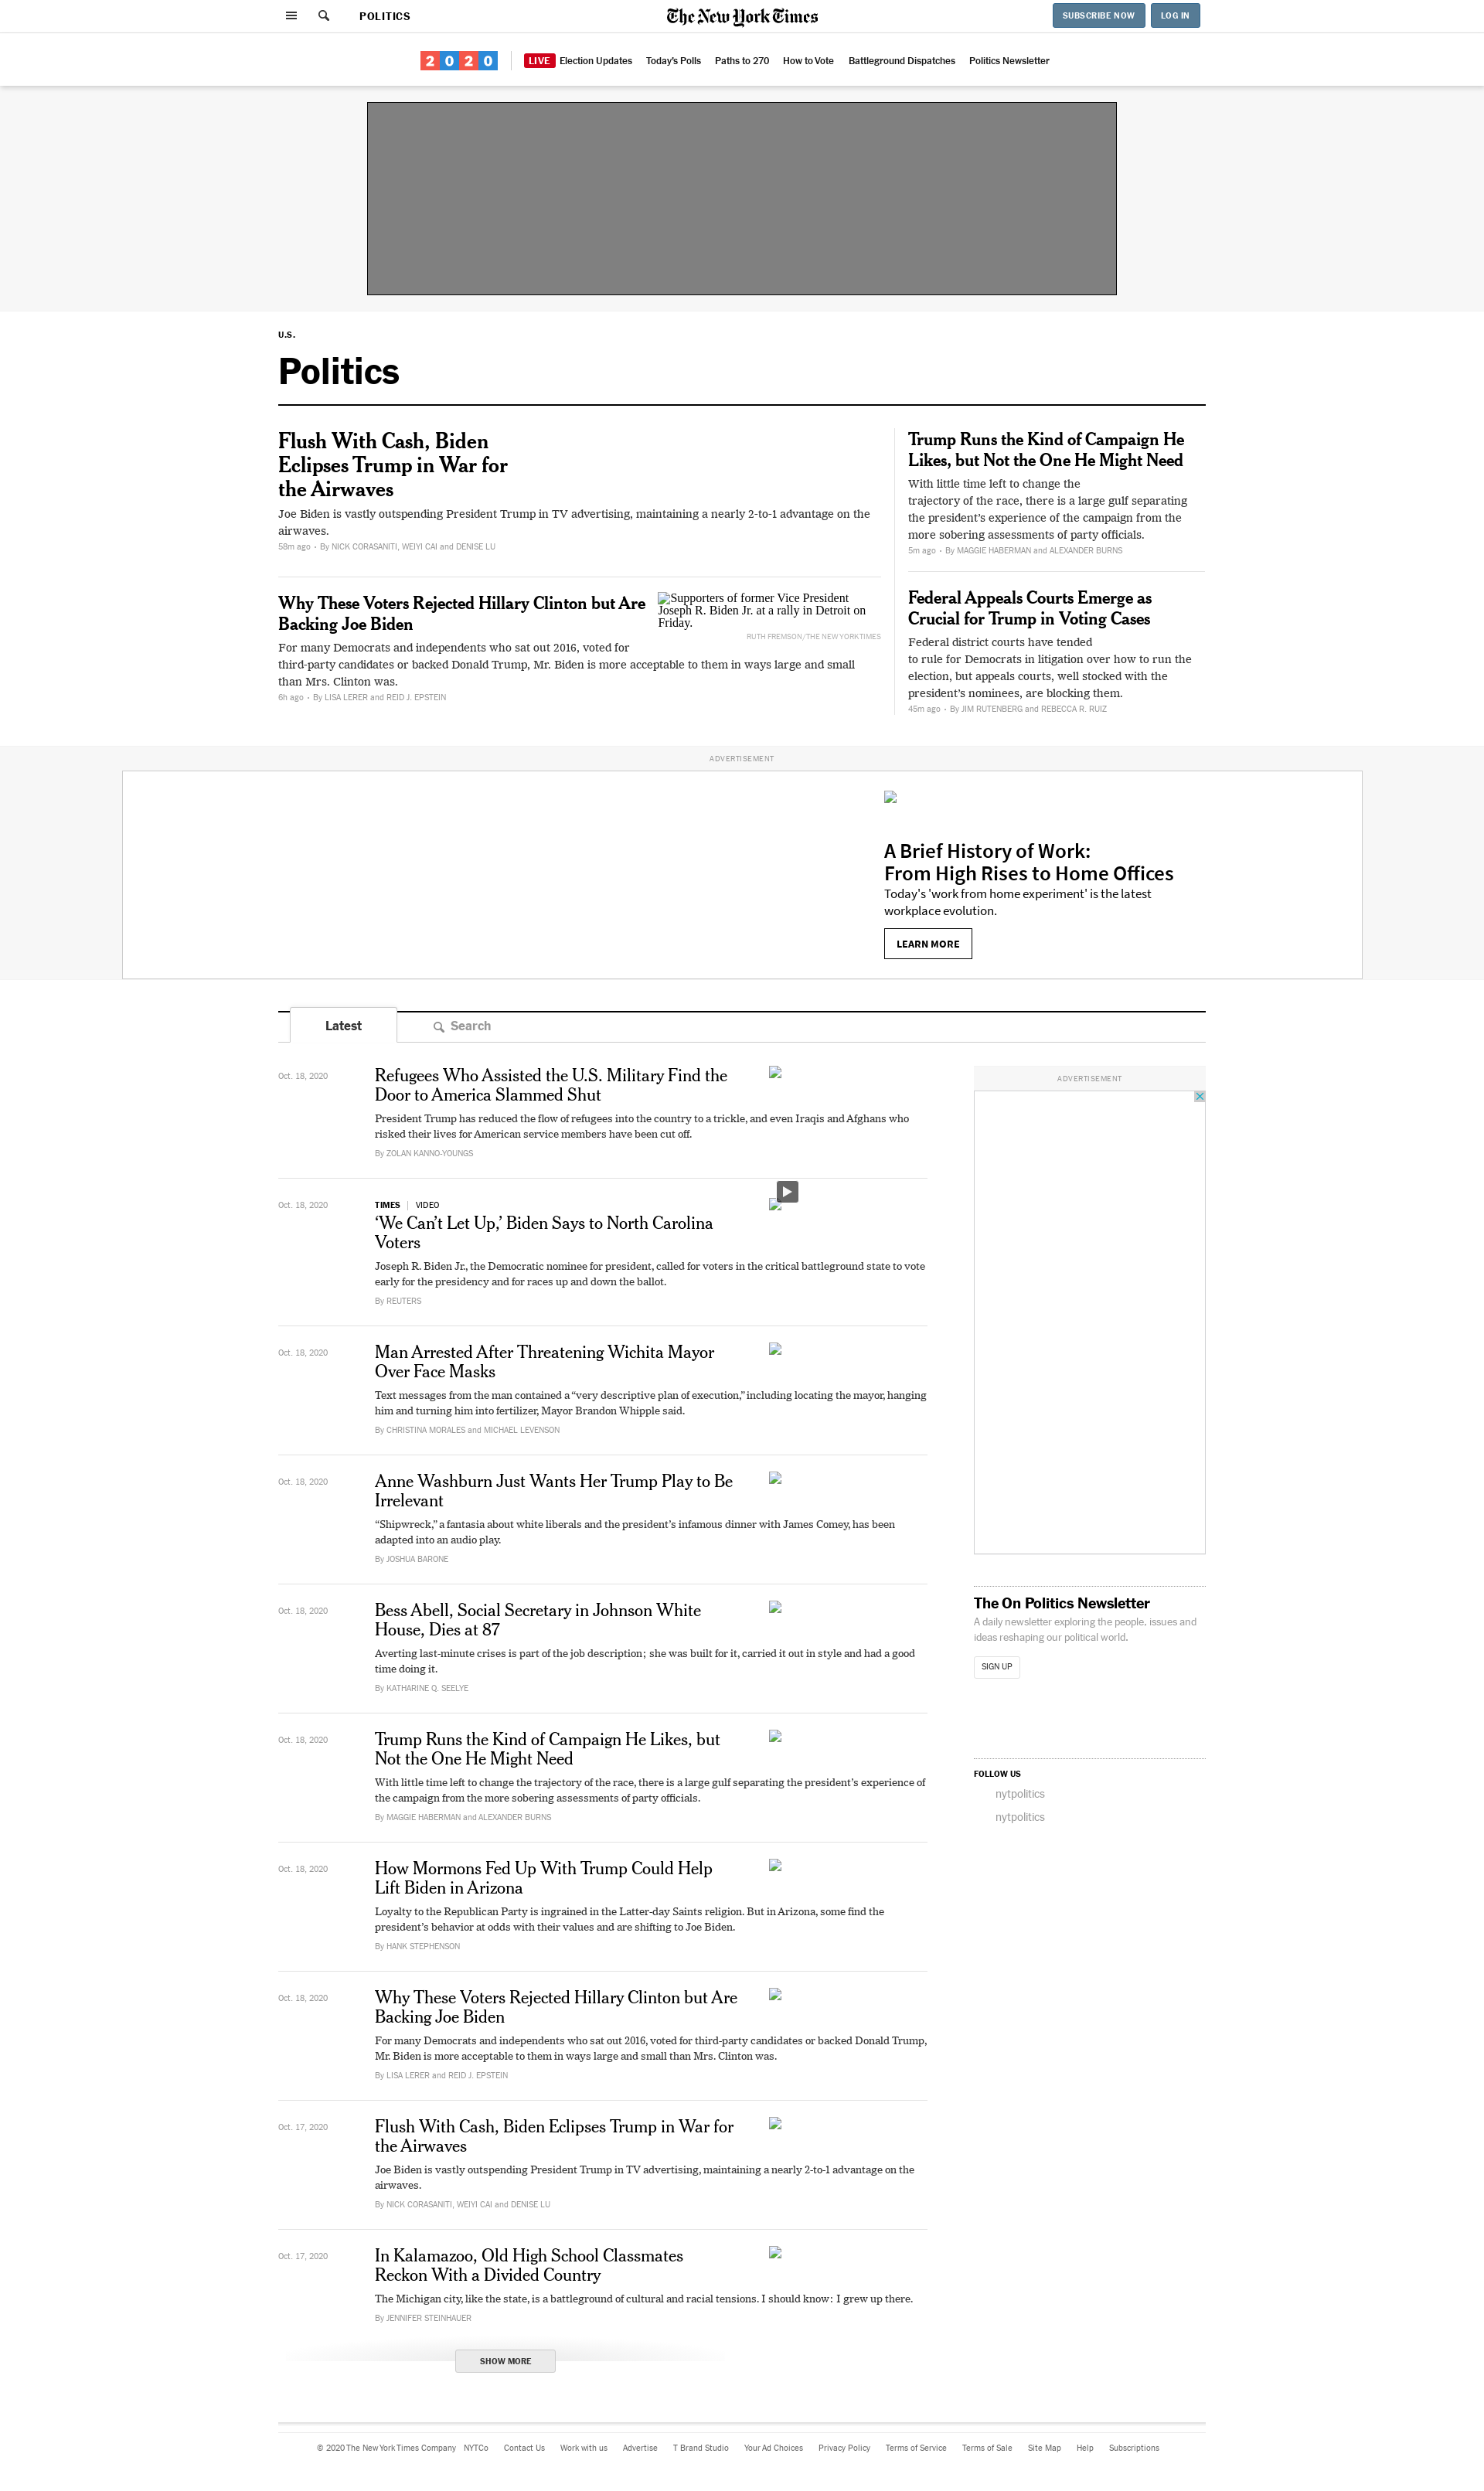 POLITICS
The New York Times
SUBSCRIBE NOW
LOG IN
2020
LIVE Election Updates
Today's Polls
Paths to 270
How to Vote
Battleground Dispatches
Politics Newsletter
U.S.
Politics
Flush With Cash, Biden
Eclipses Trump in War for
the Airwaves
Joe Biden is vastly outspending President Trump in TV advertising, maintaining a nearly 2-to-1 advantage on the
airwaves.
58m ago • By NICK CORASANITI, WEIYI CAI and DENISE LU
Why These Voters Rejected Hillary Clinton but Are
Backing Joe Biden
For many Democrats and independents who sat out 2016, voted for
third-party candidates or backed Donald Trump, Mr. Biden is more acceptable to them in ways large and small
than Mrs. Clinton was.
6h ago • By LISA LERER and REID J. EPSTEIN
Supporters of former Vice President
Joseph R. Biden Jr. at a rally in Detroit on
Friday.
RUTH FREMSON/THE NEW YORK TIMES
Trump Runs the Kind of Campaign He
Likes, but Not the One He Might Need
With little time left to change the
trajectory of the race, there is a large gulf separating
the president's experience of the campaign from the
more sobering assessments of party officials.
5m ago • By MAGGIE HABERMAN and ALEXANDER BURNS
Federal Appeals Courts Emerge as
Crucial for Trump in Voting Cases
Federal district courts have tended
to rule for Democrats in litigation over how to run the
election, but appeals courts, well stocked with the
president's nominees, are blocking them.
45m ago • By JIM RUTENBERG and REBECCA R. RUIZ
ADVERTISEMENT
A Brief History of Work:
From High Rises to Home Offices
Today's 'work from home experiment' is the latest
workplace evolution.
LEARN MORE
Latest
Search
Oct. 18, 2020
Refugees Who Assisted the U.S. Military Find the
Door to America Slammed Shut
President Trump has reduced the flow of refugees into the country to a trickle, and even Iraqis and Afghans who
risked their lives for American service members have been cut off.
By ZOLAN KANNO-YOUNGS
Oct. 18, 2020
TIMES | VIDEO
‘We Can’t Let Up,’ Biden Says to North Carolina
Voters
Joseph R. Biden Jr., the Democratic nominee for president, called for voters in the critical battleground state to vote
early for the presidency and for races up and down the ballot.
By REUTERS
Oct. 18, 2020
Man Arrested After Threatening Wichita Mayor
Over Face Masks
Text messages from the man contained a “very descriptive plan of execution,” including locating the mayor, hanging
him and turning him into fertilizer, Mayor Brandon Whipple said.
By CHRISTINA MORALES and MICHAEL LEVENSON
Oct. 18, 2020
Anne Washburn Just Wants Her Trump Play to Be
Irrelevant
“Shipwreck,” a fantasia about white liberals and the president’s infamous dinner with James Comey, has been
adapted into an audio play.
By JOSHUA BARONE
Oct. 18, 2020
Bess Abell, Social Secretary in Johnson White
House, Dies at 87
Averting last-minute crises is part of the job description; she was built for it, carried it out in style and had a good
time doing it.
By KATHARINE Q. SEELYE
Oct. 18, 2020
Trump Runs the Kind of Campaign He Likes, but
Not the One He Might Need
With little time left to change the trajectory of the race, there is a large gulf separating the president’s experience of
the campaign from the more sobering assessments of party officials.
By MAGGIE HABERMAN and ALEXANDER BURNS
Oct. 18, 2020
How Mormons Fed Up With Trump Could Help
Lift Biden in Arizona
Loyalty to the Republican Party is ingrained in the Latter-day Saints religion. But in Arizona, some find the
president’s behavior at odds with their values and are shifting to Joe Biden.
By HANK STEPHENSON
Oct. 18, 2020
Why These Voters Rejected Hillary Clinton but Are
Backing Joe Biden
For many Democrats and independents who sat out 2016, voted for third-party candidates or backed Donald Trump,
Mr. Biden is more acceptable to them in ways large and small than Mrs. Clinton was.
By LISA LERER and REID J. EPSTEIN
Oct. 17, 2020
Flush With Cash, Biden Eclipses Trump in War for
the Airwaves
Joe Biden is vastly outspending President Trump in TV advertising, maintaining a nearly 2-to-1 advantage on the
airwaves.
By NICK CORASANITI, WEIYI CAI and DENISE LU
Oct. 17, 2020
In Kalamazoo, Old High School Classmates
Reckon With a Divided Country
The Michigan city, like the state, is a battleground of cultural and racial tensions. I should know: I grew up there.
By JENNIFER STEINHAUER
SHOW MORE
ADVERTISEMENT
The On Politics Newsletter
A daily newsletter exploring the people, issues and
ideas reshaping our political world.
SIGN UP
FOLLOW US
nytpolitics
nytpolitics
© 2020 The New York Times Company
NYTCo
Contact Us
Work with us
Advertise
T Brand Studio
Your Ad Choices
Privacy Policy
Terms of Service
Terms of Sale
Site Map
Help
Subscriptions